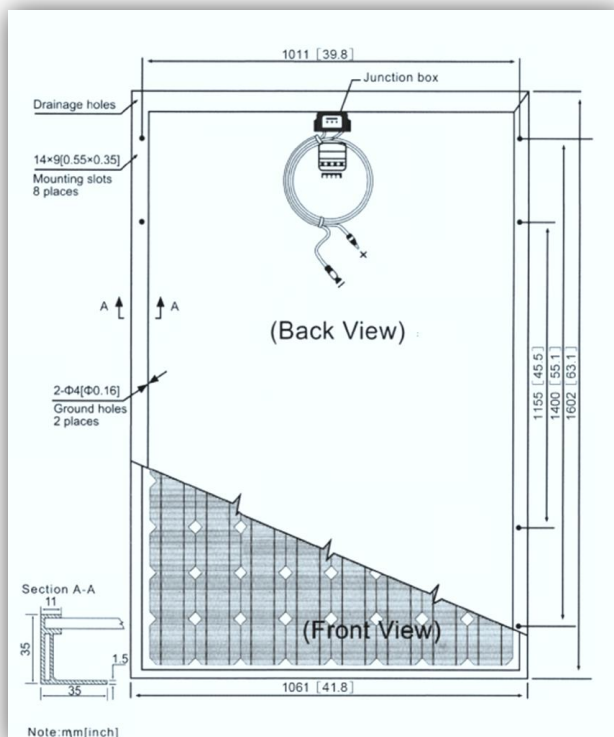 1011 [39.8]
Junction box
Drainage holes
14×9[0.55×0.35]
Mounting slots
8 places
A
A
(Back View)
1155 [45.5]
1400 [55.1]
1602 [63.1]
2-Φ4[Φ0.16]
Ground holes
2 places
Section A-A
11
35
1.5
35
(Front View)
1061 [41.8]
Note:mm[inch]